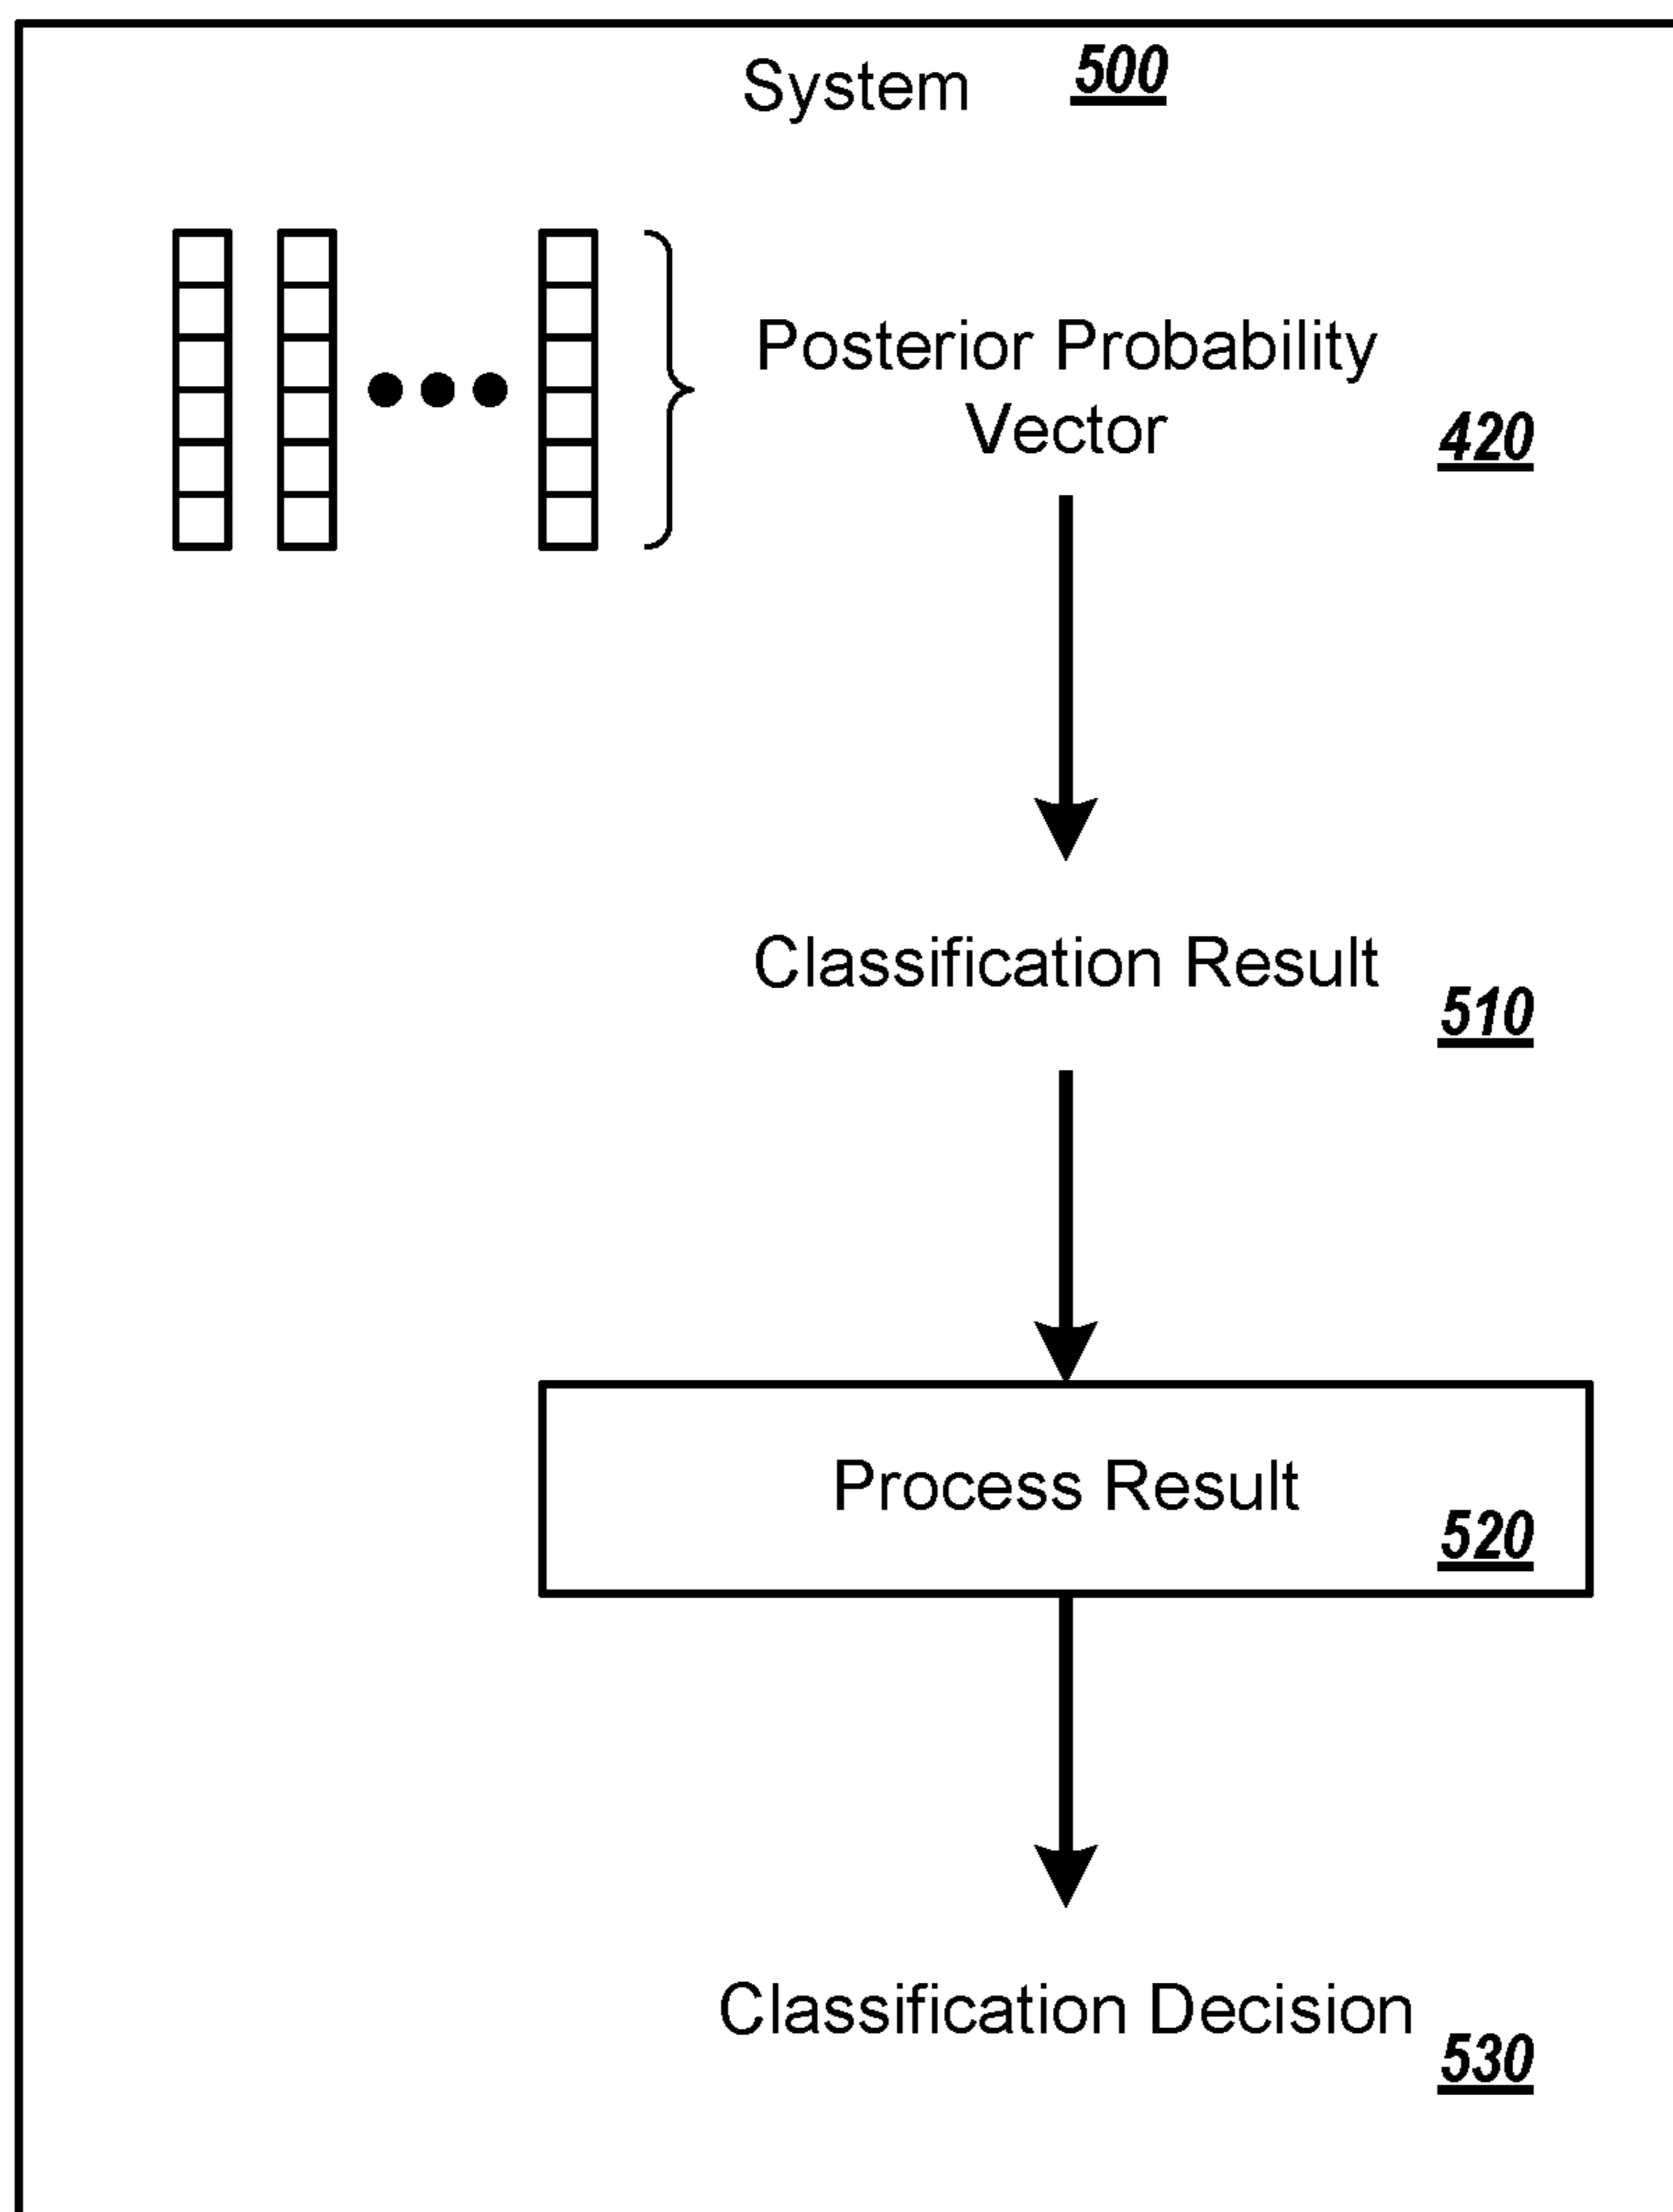 System 500
Posterior Probability
Vector 420
Classification Result 510
Process Result 520
Classification Decision 530